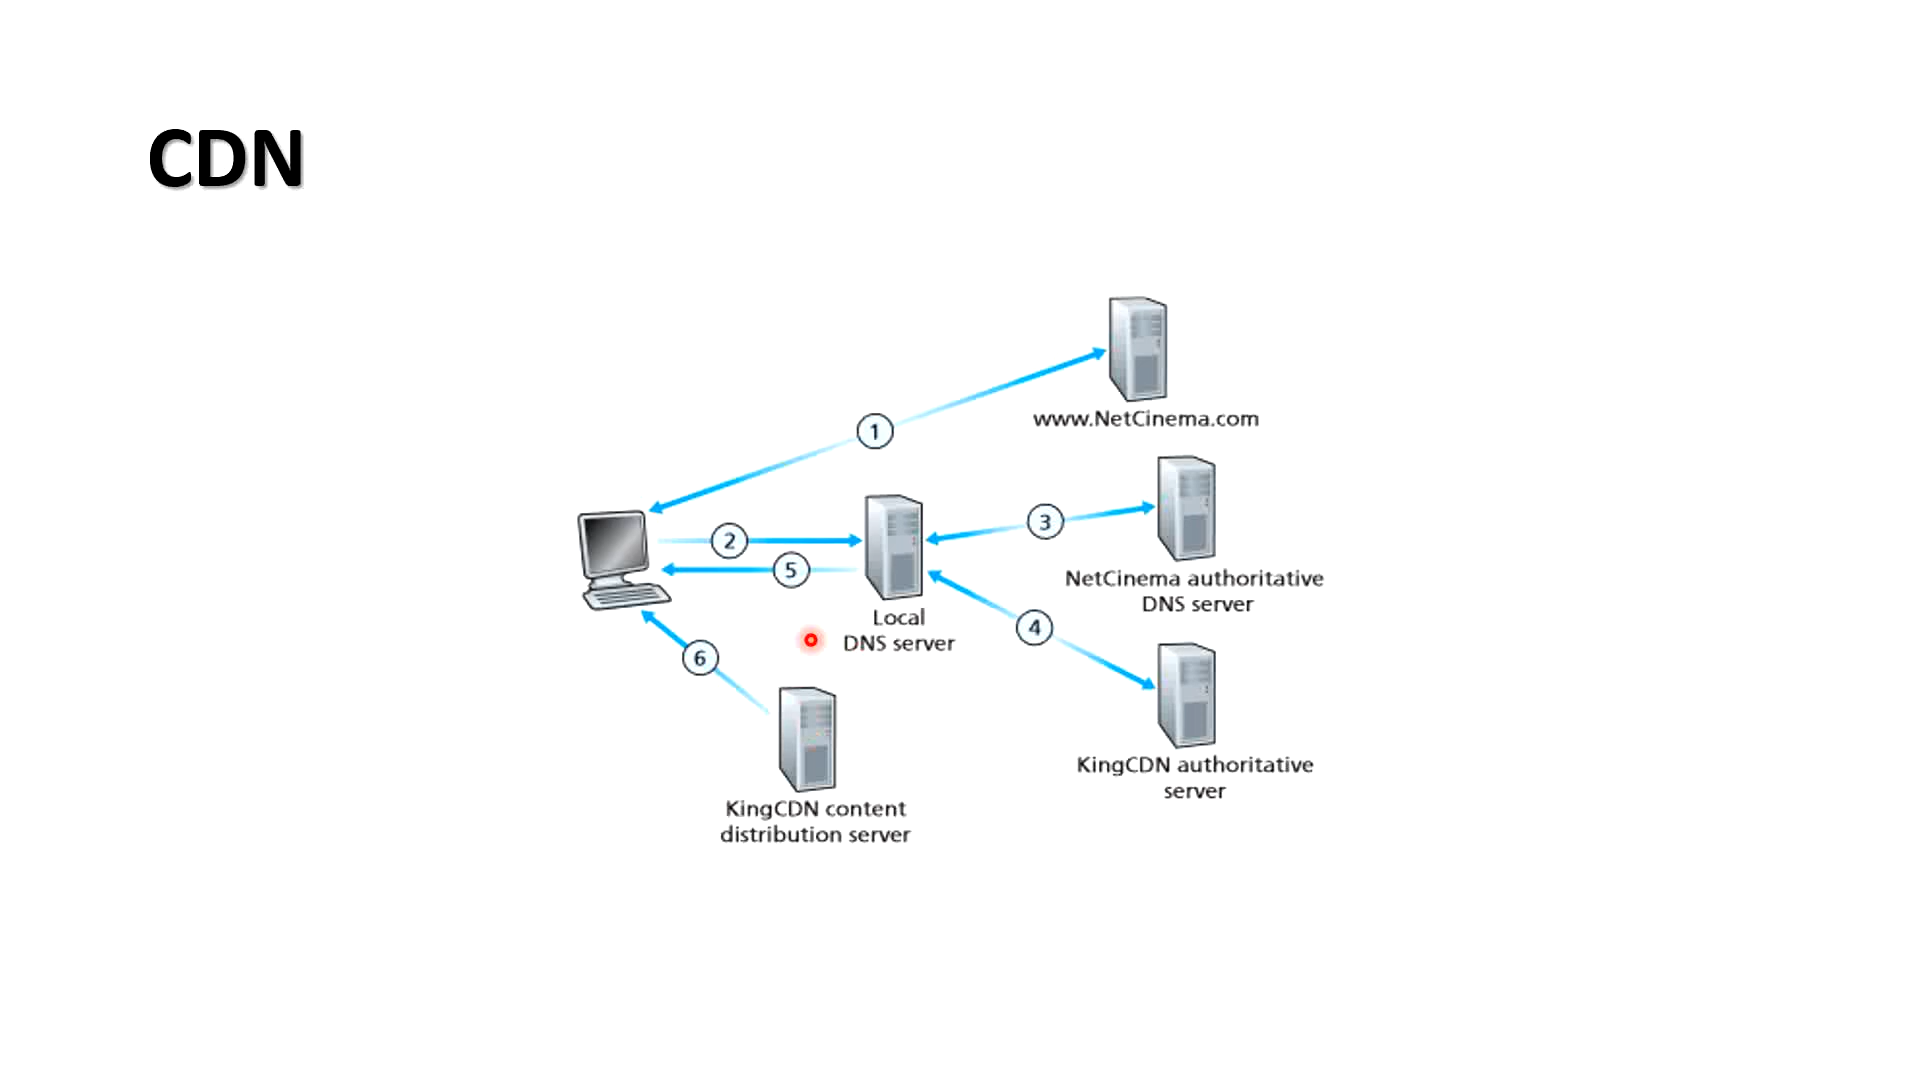 CDN
www.NetCinema.com
1
2
3
NetCinema authoritative
DNS server
5
Local
DNS server
4
6
KingCDN authoritative
server
KingCDN content
distribution server